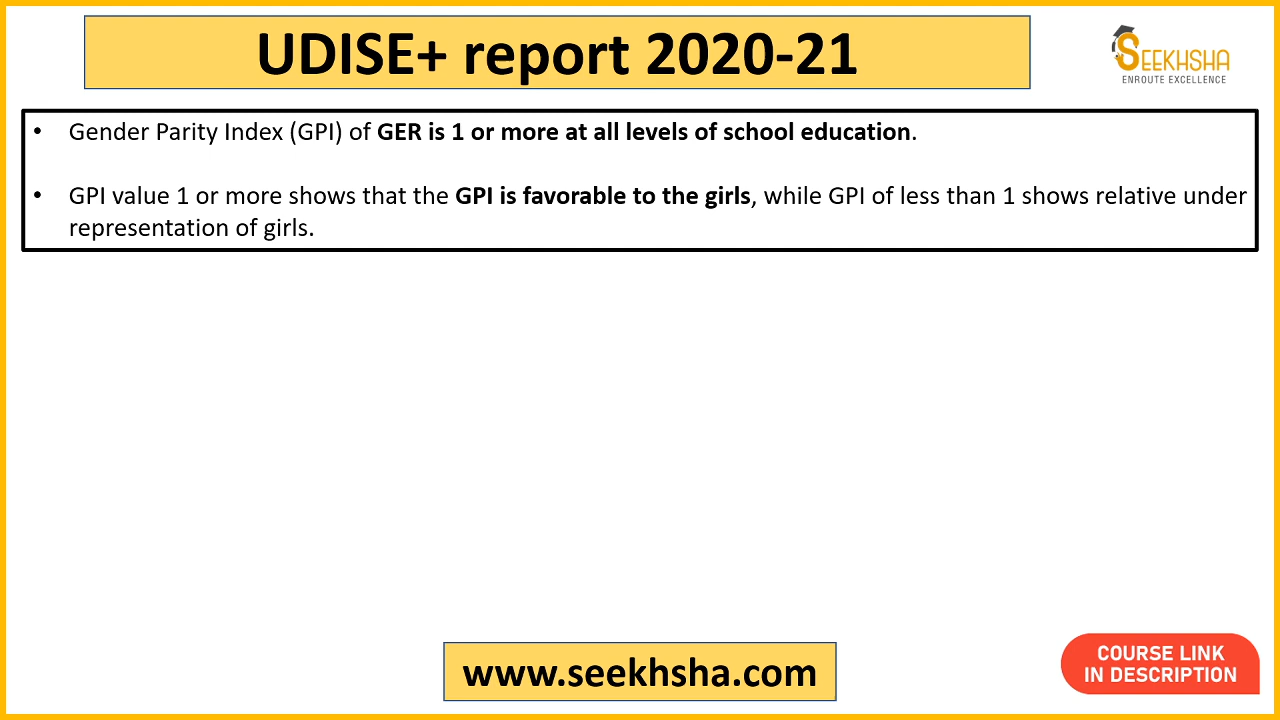 UDISE+ report 2020-21
SEEKHSHA
ENROUTE EXCELLENCE
• Gender Parity Index (GPI) of GER is 1 or more at all levels of school education.
• GPI value 1 or more shows that the GPI is favorable to the girls, while GPI of less than 1 shows relative under
representation of girls.
www.seekhsha.com
COURSE LINK
IN DESCRIPTION